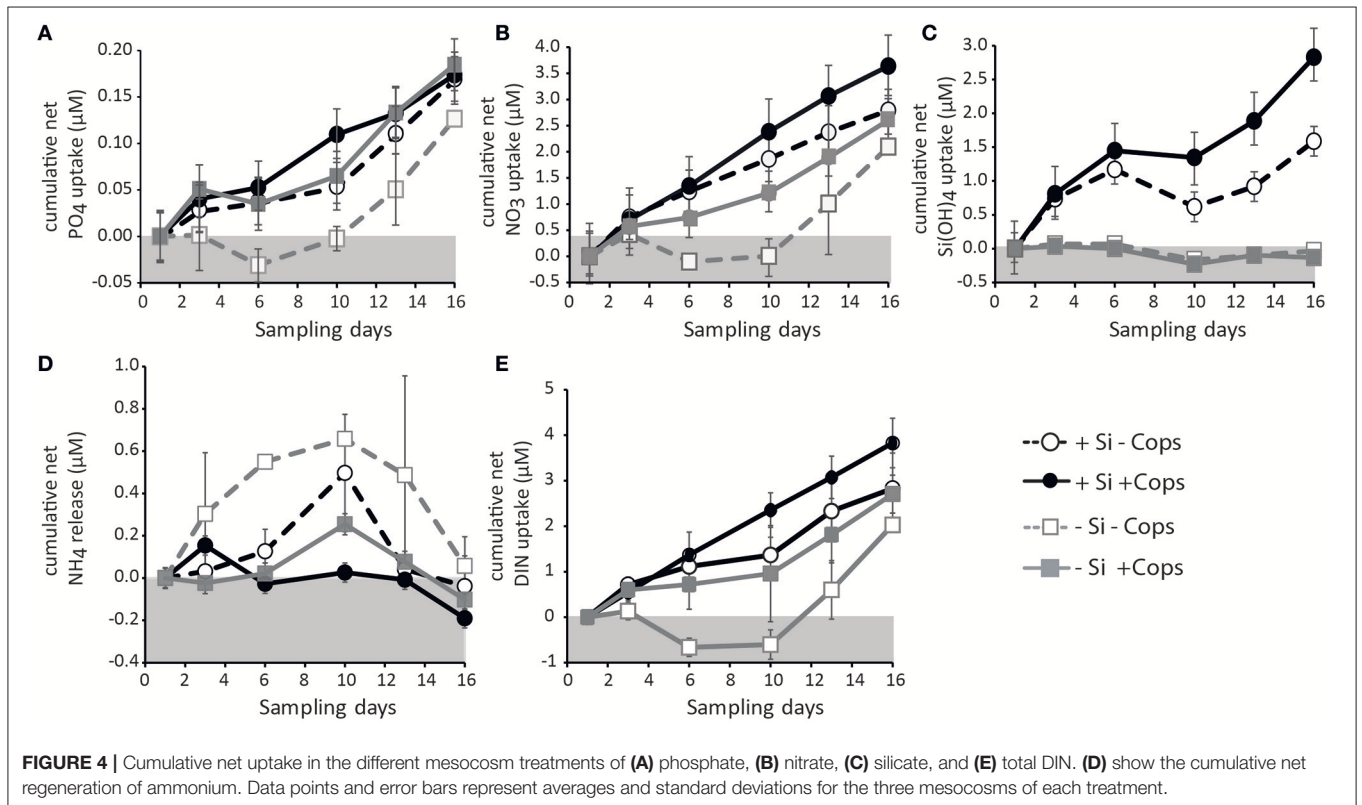 A
cumulative net
PO4 uptake (µM)
0.20
0.15
0.10
0.05
0.00
-0.05
0 2 4 6 8 10 12 14 16
Sampling days
B
cumulative net
NO3 uptake (µM)
4.0
3.5
3.0
2.5
2.0
1.5
1.0
0.5
0.0
-0.5
0 2 4 6 8 10 12 14 16
Sampling days
C
cumulative net
Si(OH)4 uptake (µM)
3.0
2.5
2.0
1.5
1.0
0.5
0.0
-0.5
0 2 4 6 8 10 12 14 16
Sampling days
D
cumulative net
NH4 release (µM)
1.0
0.8
0.6
0.4
0.2
0.0
-0.2
-0.4
0 2 4 6 8 10 12 14 16
Sampling days
E
cumulative net
DIN uptake (µM)
5
4
3
2
1
0
-1
0 2 4 6 8 10 12 14 16
Sampling days
+ Si - Cops
+ Si +Cops
- Si - Cops
- Si +Cops
FIGURE 4 | Cumulative net uptake in the different mesocosm treatments of (A) phosphate, (B) nitrate, (C) silicate, and (E) total DIN. (D) show the cumulative net
regeneration of ammonium. Data points and error bars represent averages and standard deviations for the three mesocosms of each treatment.